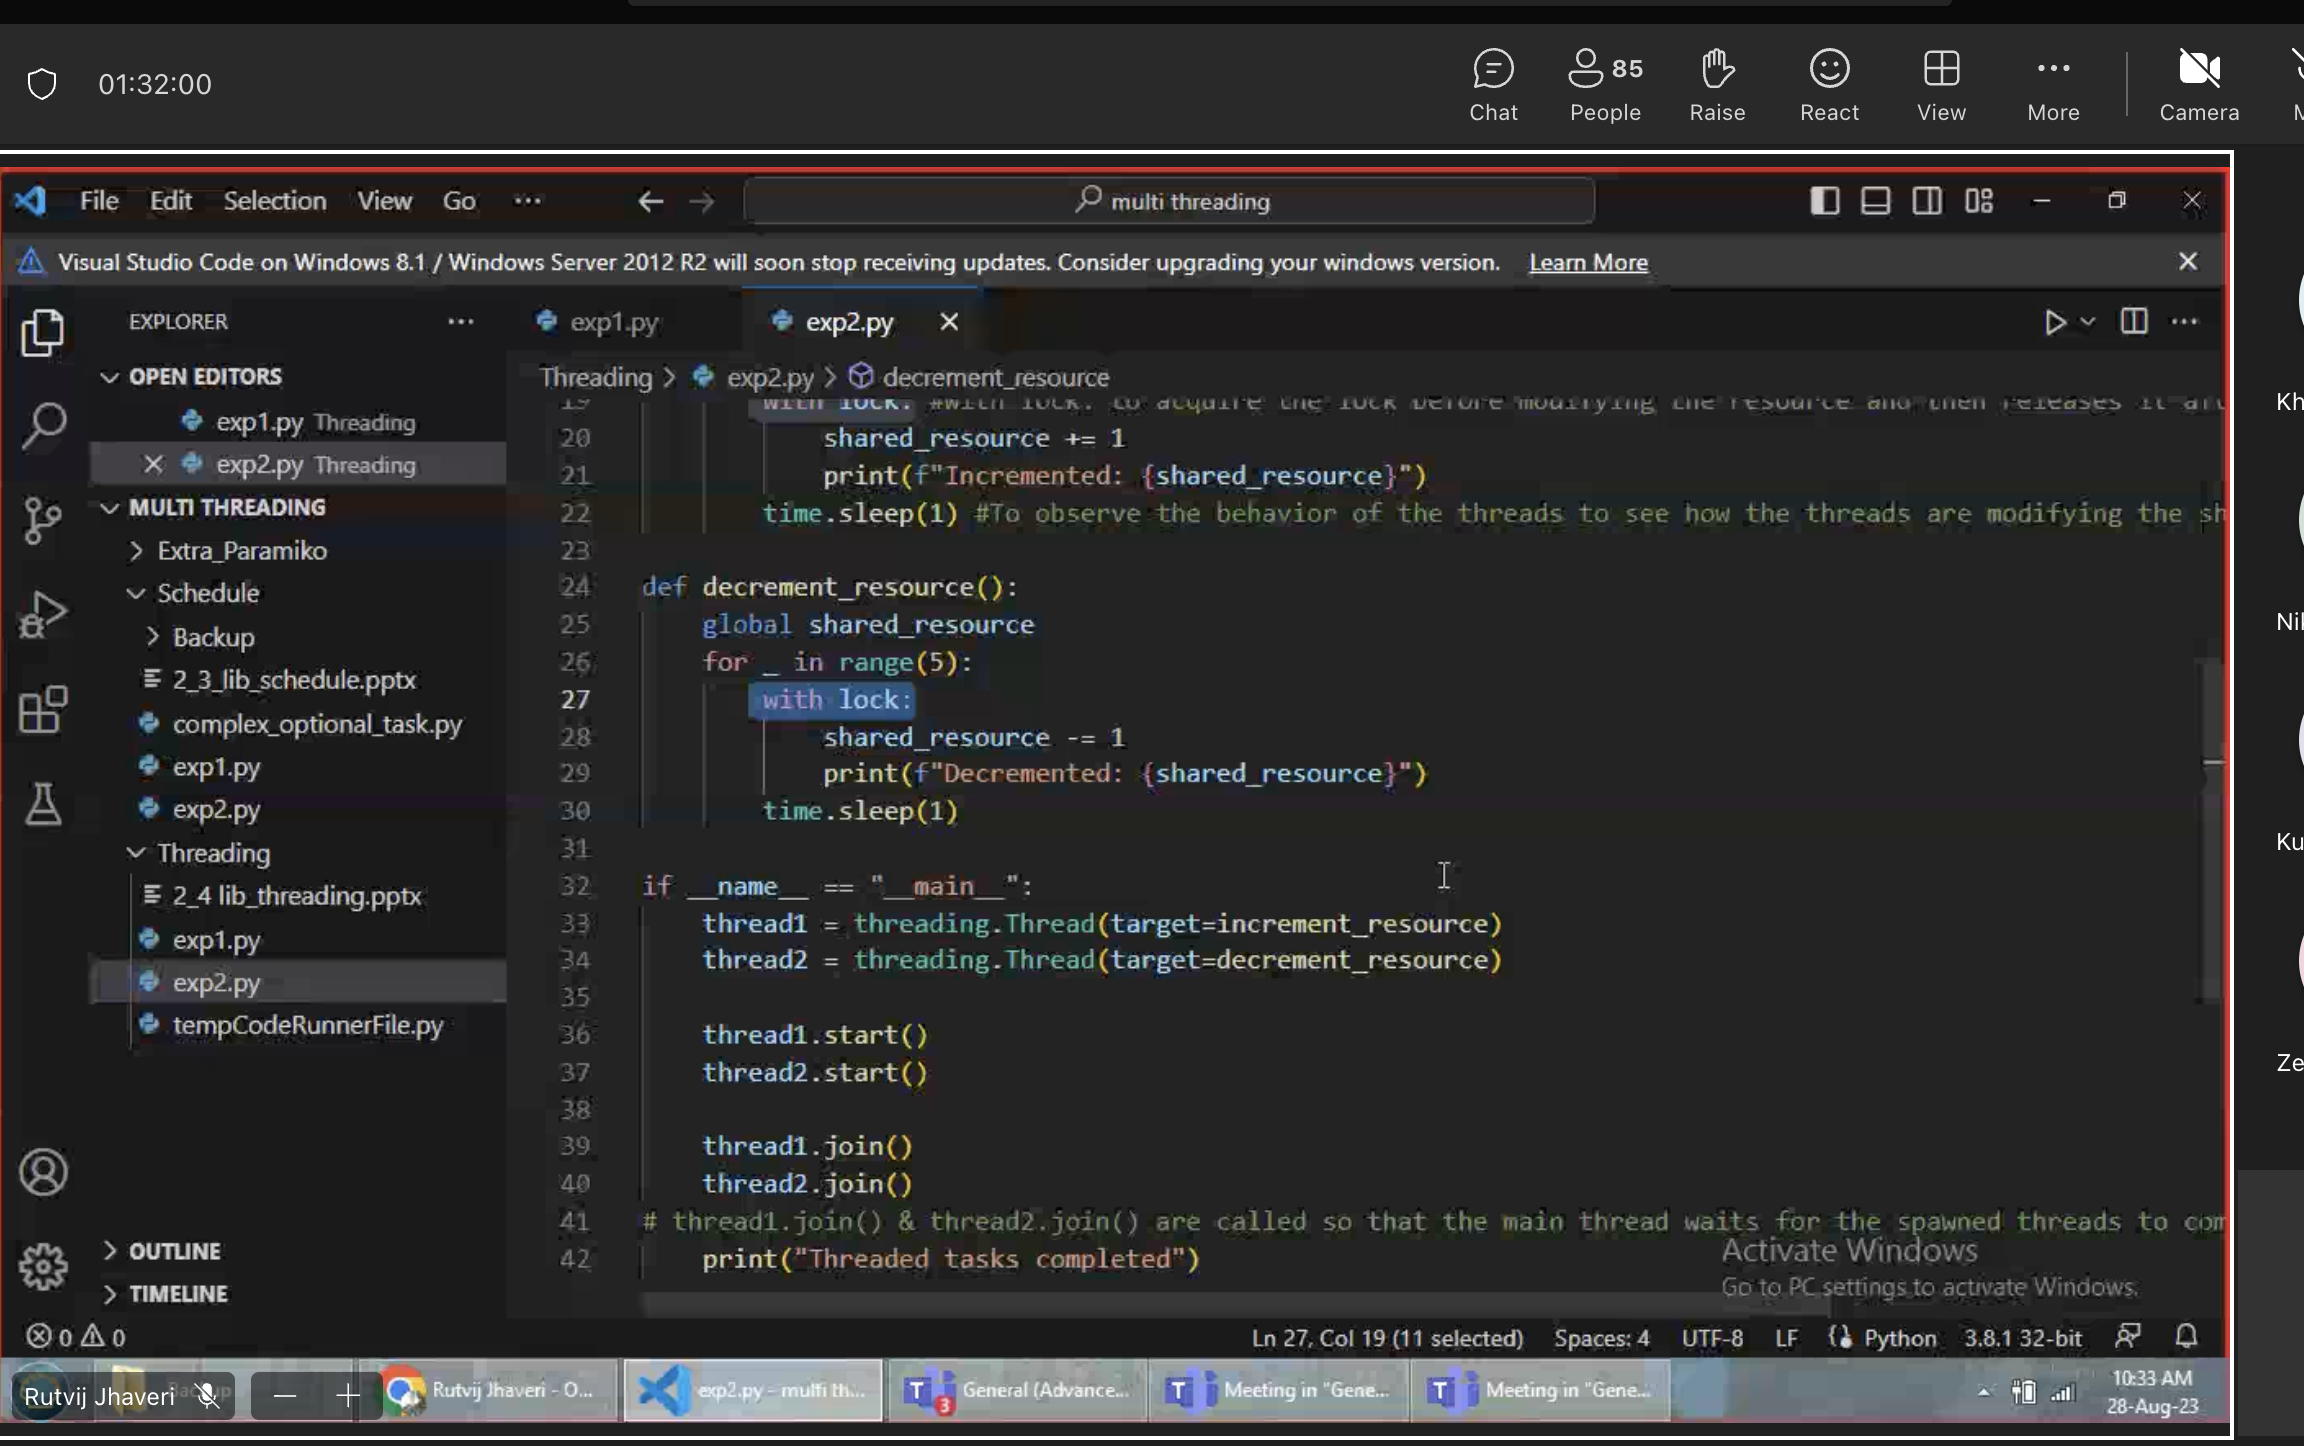 01:32:00
Chat
85
People
Raise
React
View
More
Camera
File Edit Selection View Go ··· multi threading
Visual Studio Code on Windows 8.1 / Windows Server 2012 R2 will soon stop receiving updates. Consider upgrading your windows version. Learn More
EXPLORER
OPEN EDITORS
exp1.py Threading
exp2.py Threading
MULTI THREADING
Extra_Paramiko
Schedule
Backup
2_3_lib_schedule.pptx
complex_optional_task.py
exp1.py
exp2.py
Threading
2_4 lib_threading.pptx
exp1.py
exp2.py
tempCodeRunnerFile.py
OUTLINE
TIMELINE
exp1.py
exp2.py
Threading > exp2.py > decrement_resource
19 with lock: #with lock: to acquire the lock before modifying the resource and then releases it
20 shared_resource += 1
21 print(f"Incremented: {shared_resource}")
22 time.sleep(1) #To observe the behavior of the threads to see how the threads are modifying the sh
23
24 def decrement_resource():
25 global shared_resource
26 for _ in range(5):
27 with lock:
28 shared_resource -= 1
29 print(f"Decremented: {shared_resource}")
30 time.sleep(1)
31
32 if __name__ == "__main__":
33 thread1 = threading.Thread(target=increment_resource)
34 thread2 = threading.Thread(target=decrement_resource)
35
36 thread1.start()
37 thread2.start()
38
39 thread1.join()
40 thread2.join()
41 # thread1.join() & thread2.join() are called so that the main thread waits for the spawned threads to com
42 print("Threaded tasks completed")
Activate Windows
Go to PC settings to activate Windows.
0 0
Ln 27, Col 19 (11 selected) Spaces: 4 UTF-8 LF Python 3.8.1 32-bit
Rutvij Jhaveri
Rutvij Jhaveri - O...
exp2.py - multi th...
3
General (Advance...
Meeting in "Gene...
Meeting in "Gene...
10:33 AM
28-Aug-23
Kh
Ku
Ze